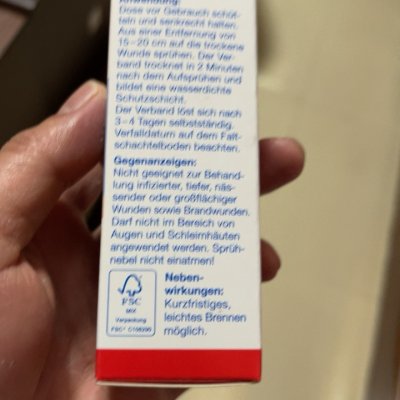 Anwendung:
Dose vor Gebrauch schüt-
teln und senkrecht halten.
Aus einer Entfernung von
15–20 cm auf die trockene
Wunde sprühen. Der Ver-
band trocknet in 2 Minuten
nach dem Aufsprühen und
bildet eine wasserdichte
Schutzschicht.
Der Verband löst sich nach
3–4 Tagen selbstständig.
Verfalldatum auf dem Falt-
schachtelboden beachten.
Gegenanzeigen:
Nicht geeignet zur Behand-
lung infizierter, tiefer, näs-
sender oder großflächiger
Wunden sowie Brandwunden.
Darf nicht im Bereich von
Augen und Schleimhäuten
angewendet werden. Sprüh-
nebel nicht einatmen!
FSC
MIX
Verpackung
Neben-
wirkungen:
Kurzfristiges,
leichtes Brennen
möglich.